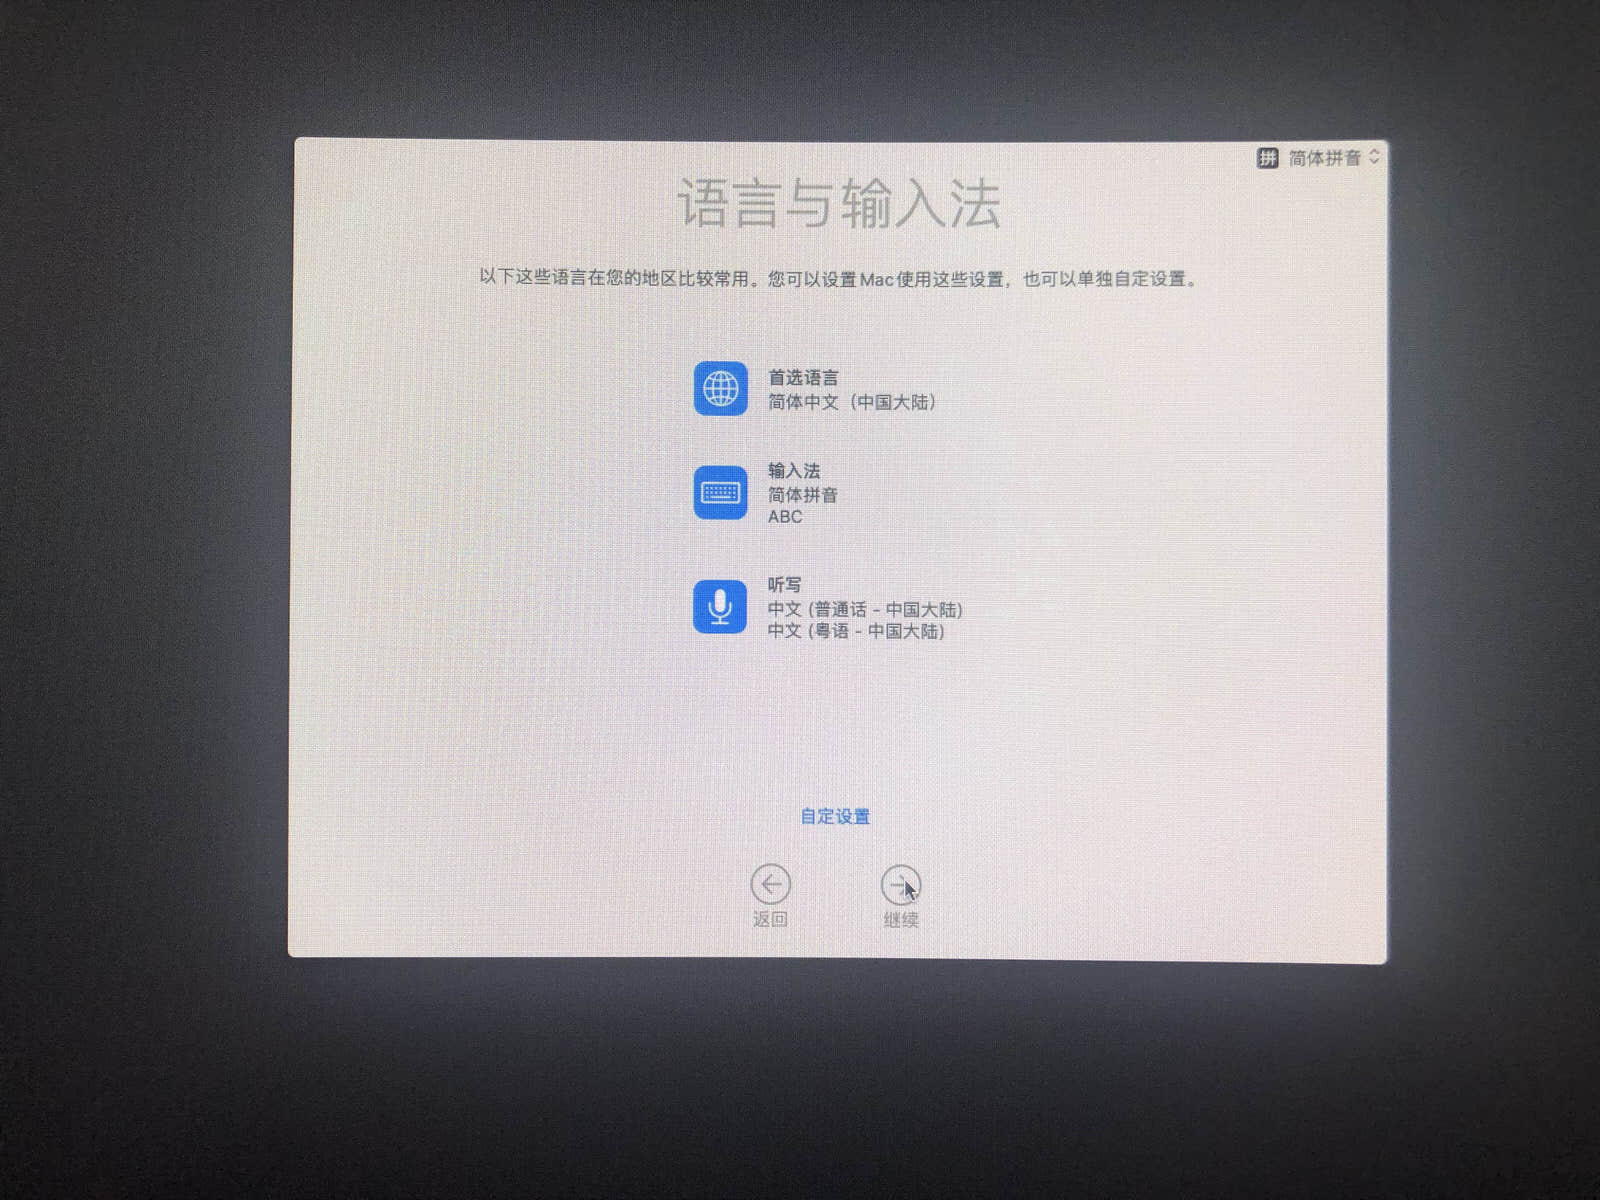 拼 简体拼音
语言与输入法
以下这些语言在您的地区比较常用。您可以设置 Mac 使用这些设置，也可以单独自定设置。
首选语言
简体中文（中国大陆）
输入法
简体拼音
ABC
听写
中文 (普通话 - 中国大陆)
中文 (粤语 - 中国大陆)
自定设置
返回 继续